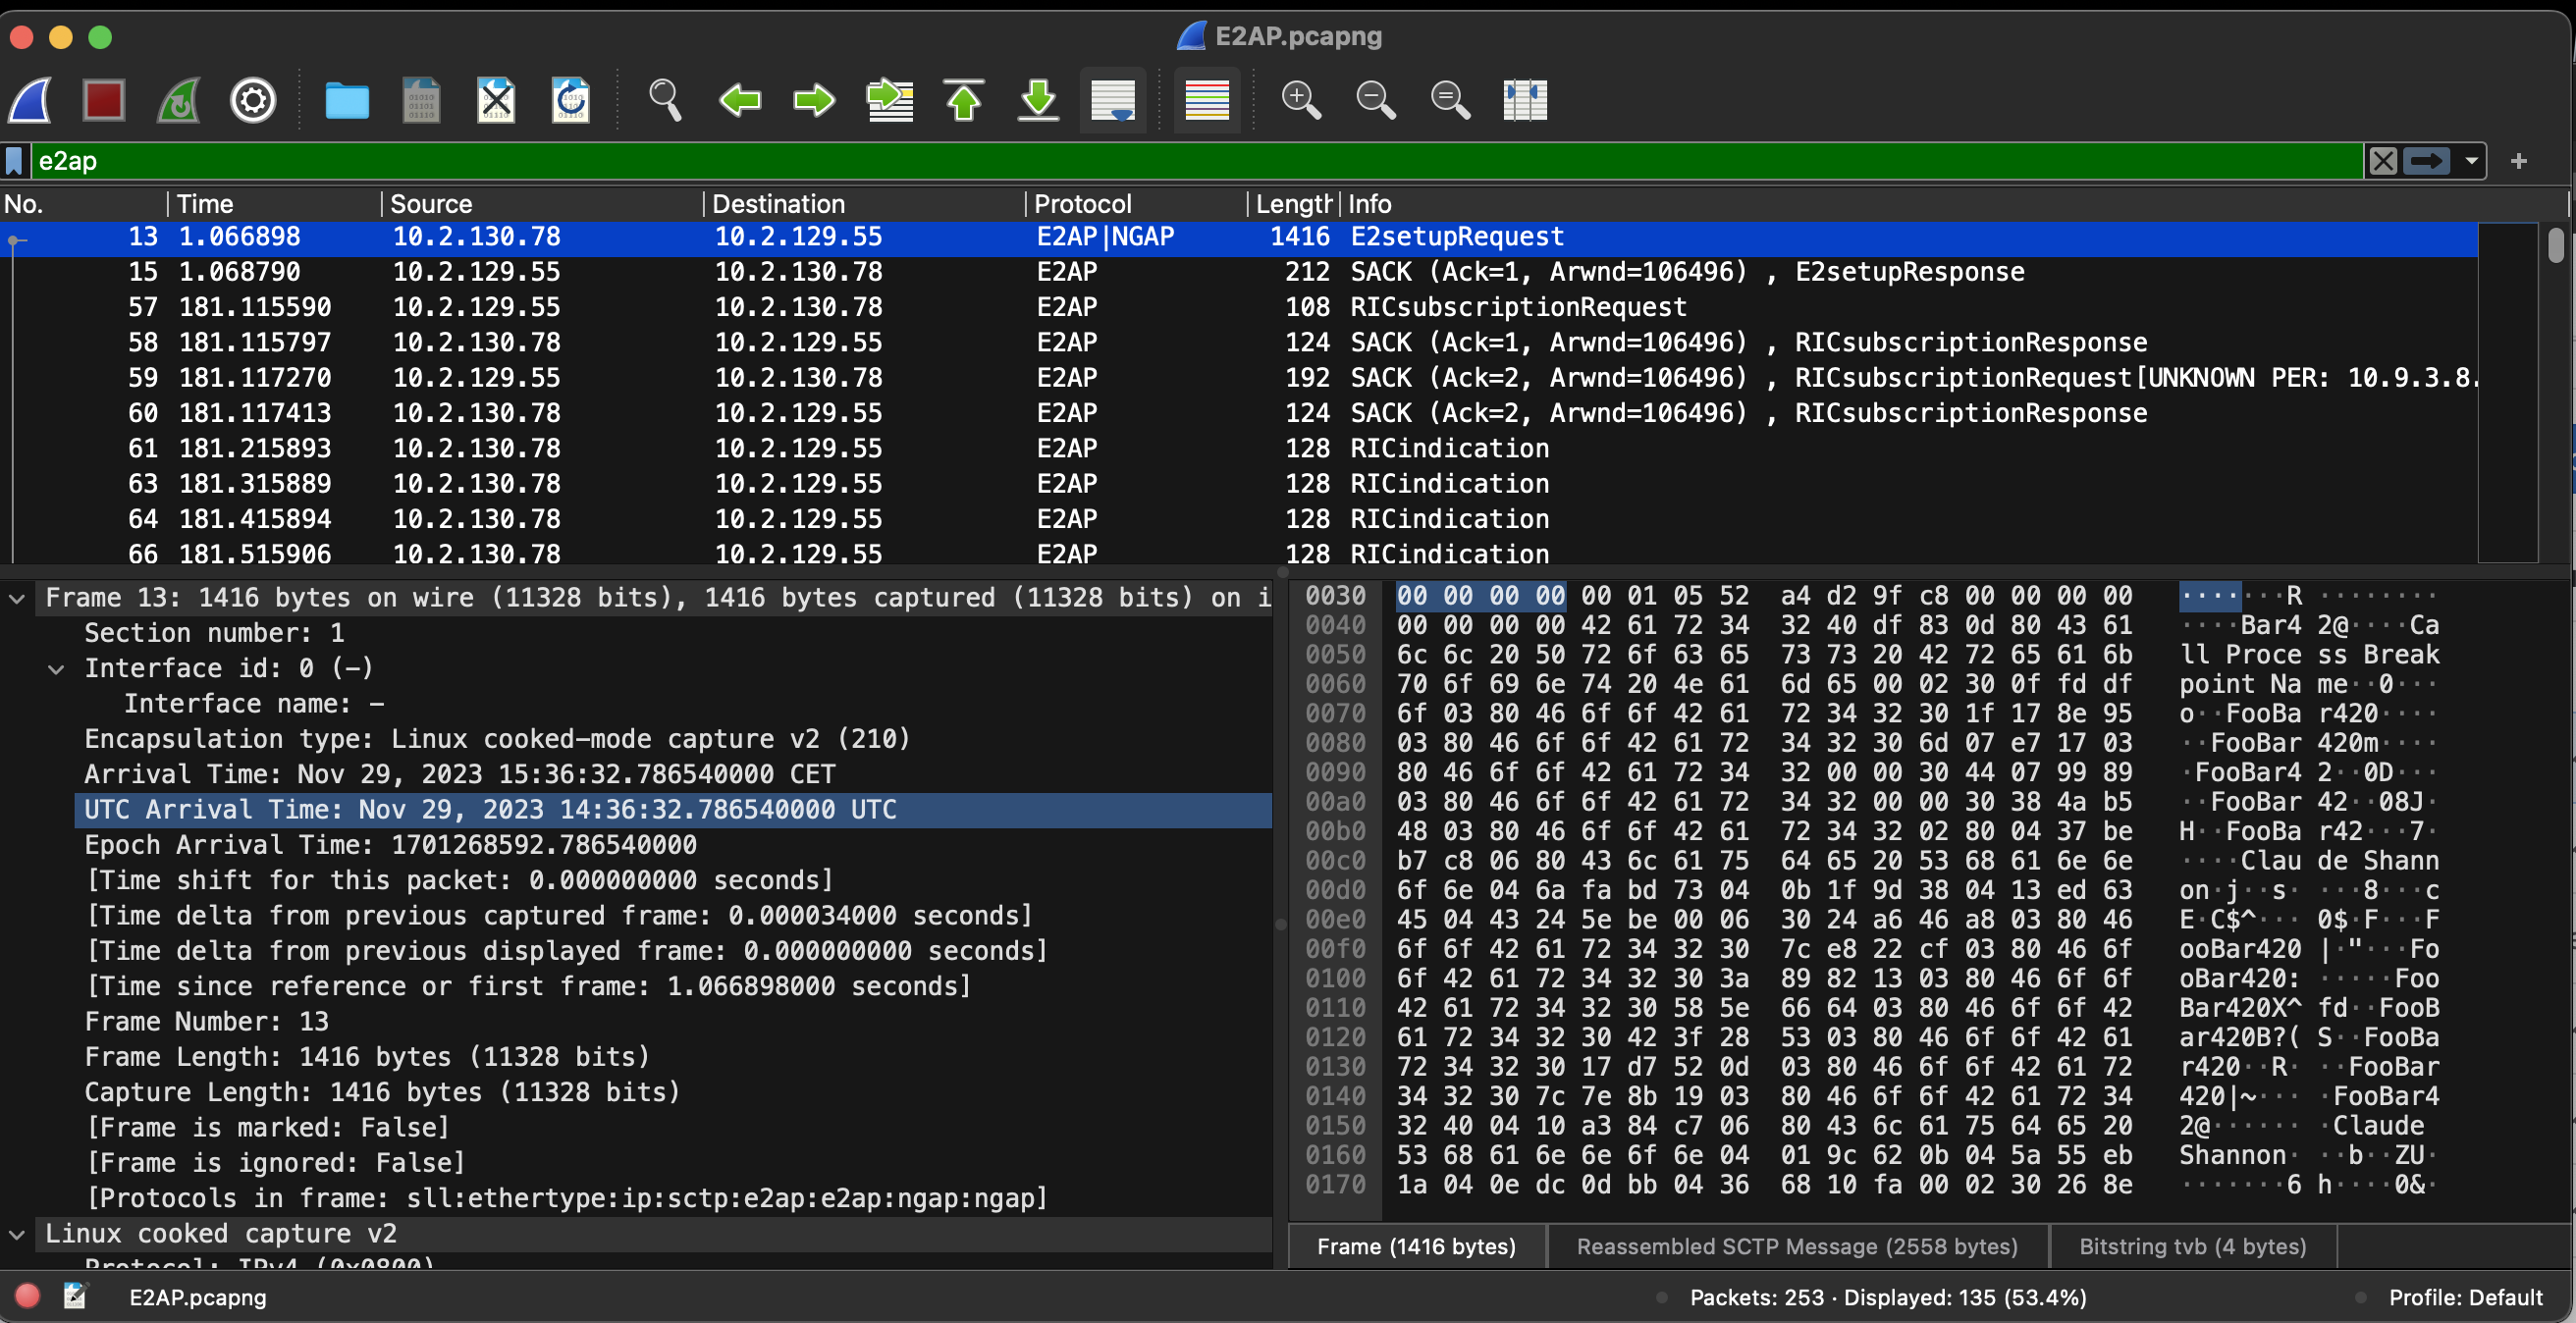 E2AP.pcapng
e2ap
No. Time Source Destination Protocol Length Info
13 1.066898 10.2.130.78 10.2.129.55 E2AP|NGAP 1416 E2setupRequest
15 1.068790 10.2.129.55 10.2.130.78 E2AP 212 SACK (Ack=1, Arwnd=106496) , E2setupResponse
57 181.115590 10.2.129.55 10.2.130.78 E2AP 108 RICsubscriptionRequest
58 181.115797 10.2.130.78 10.2.129.55 E2AP 124 SACK (Ack=1, Arwnd=106496) , RICsubscriptionResponse
59 181.117270 10.2.129.55 10.2.130.78 E2AP 192 SACK (Ack=2, Arwnd=106496) , RICsubscriptionRequest[UNKNOWN PER: 10.9.3.8.
60 181.117413 10.2.130.78 10.2.129.55 E2AP 124 SACK (Ack=2, Arwnd=106496) , RICsubscriptionResponse
61 181.215893 10.2.130.78 10.2.129.55 E2AP 128 RICindication
63 181.315889 10.2.130.78 10.2.129.55 E2AP 128 RICindication
64 181.415894 10.2.130.78 10.2.129.55 E2AP 128 RICindication
66 181.515906 10.2.130.78 10.2.129.55 E2AP 128 RICindication
Frame 13: 1416 bytes on wire (11328 bits), 1416 bytes captured (11328 bits) on i
Section number: 1
Interface id: 0 (-)
Interface name: -
Encapsulation type: Linux cooked-mode capture v2 (210)
Arrival Time: Nov 29, 2023 15:36:32.786540000 CET
UTC Arrival Time: Nov 29, 2023 14:36:32.786540000 UTC
Epoch Arrival Time: 1701268592.786540000
[Time shift for this packet: 0.000000000 seconds]
[Time delta from previous captured frame: 0.000034000 seconds]
[Time delta from previous displayed frame: 0.000000000 seconds]
[Time since reference or first frame: 1.066898000 seconds]
Frame Number: 13
Frame Length: 1416 bytes (11328 bits)
Capture Length: 1416 bytes (11328 bits)
[Frame is marked: False]
[Frame is ignored: False]
[Protocols in frame: sll:ethertype:ip:sctp:e2ap:e2ap:ngap:ngap]
Linux cooked capture v2
Protocol: IPv4 (0x0800)
0030 00 00 00 00 00 01 05 52 a4 d2 9f c8 00 00 00 00 ·······R ········
0040 00 00 00 00 42 61 72 34 32 40 df 83 0d 80 43 61 ····Bar4 2@····Ca
0050 6c 6c 20 50 72 6f 63 65 73 73 20 42 72 65 61 6b ll Proce ss Break
0060 70 6f 69 6e 74 20 4e 61 6d 65 00 02 30 0f fd df point Na me··0···
0070 6f 03 80 46 6f 6f 42 61 72 34 32 30 1f 17 8e 95 o··FooBa r420····
0080 03 80 46 6f 6f 42 61 72 34 32 30 6d 07 e7 17 03 ··FooBar 420m····
0090 80 46 6f 6f 42 61 72 34 32 00 00 30 44 07 99 89 ·FooBar4 2··0D···
00a0 03 80 46 6f 6f 42 61 72 34 32 00 00 30 38 4a b5 ··FooBar 42··08J·
00b0 48 03 80 46 6f 6f 42 61 72 34 32 02 80 04 37 be H··FooBa r42···7·
00c0 b7 c8 06 80 43 6c 61 75 64 65 20 53 68 61 6e 6e ····Clau de Shann
00d0 6f 6e 04 6a fa bd 73 04 0b 1f 9d 38 04 13 ed 63 on·j··s· ···8···c
00e0 45 04 43 24 5e be 00 06 30 24 a6 46 a8 03 80 46 E·C$^··· 0$·F···F
00f0 6f 6f 42 61 72 34 32 30 7c e8 22 cf 03 80 46 6f ooBar420 |·"···Fo
0100 6f 42 61 72 34 32 30 3a 89 82 13 03 80 46 6f 6f oBar420: ·····Foo
0110 42 61 72 34 32 30 58 5e 66 64 03 80 46 6f 6f 42 Bar420X^ fd··FooB
0120 61 72 34 32 30 42 3f 28 53 03 80 46 6f 6f 42 61 ar420B?( S··FooBa
0130 72 34 32 30 17 d7 52 0d 03 80 46 6f 6f 42 61 72 r420··R· ··FooBar
0140 34 32 30 7c 7e 8b 19 03 80 46 6f 6f 42 61 72 34 420|~··· ·FooBar4
0150 32 40 04 10 a3 84 c7 06 80 43 6c 61 75 64 65 20 2@······ ·Claude
0160 53 68 61 6e 6e 6f 6e 04 01 9c 62 0b 04 5a 55 eb Shannon· ··b··ZU·
0170 1a 04 0e dc 0d bb 04 36 68 10 fa 00 02 30 26 8e ·······6 h····0&·
Frame (1416 bytes) Reassembled SCTP Message (2558 bytes) Bitstring tvb (4 bytes)
E2AP.pcapng Packets: 253 · Displayed: 135 (53.4%) Profile: Default